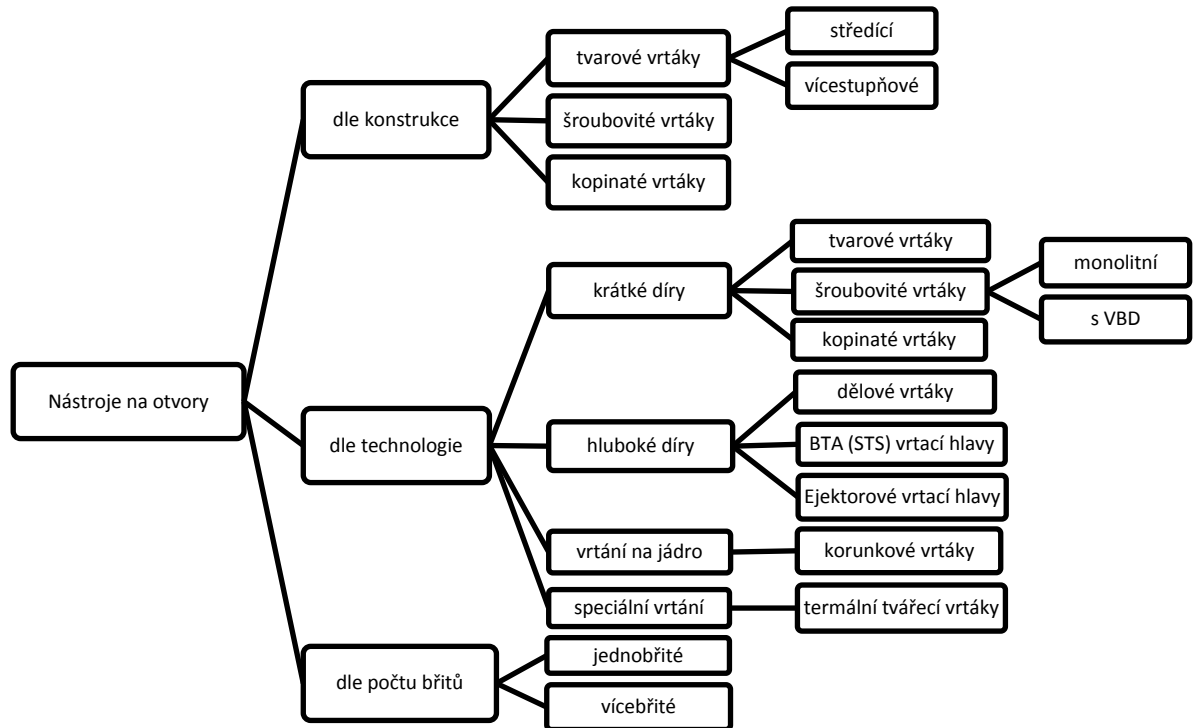 Nástroje na otvory
dle konstrukce
tvarové vrtáky
středící
vícestupňové
šroubovité vrtáky
kopinaté vrtáky
dle technologie
krátké díry
tvarové vrtáky
šroubovité vrtáky
monolitní
s VBD
kopinaté vrtáky
hluboké díry
dělové vrtáky
BTA (STS) vrtací hlavy
Ejektorové vrtací hlavy
vrtání na jádro
korunkové vrtáky
speciální vrtání
termální tvářecí vrtáky
dle počtu břitů
jednobřité
vícebřité